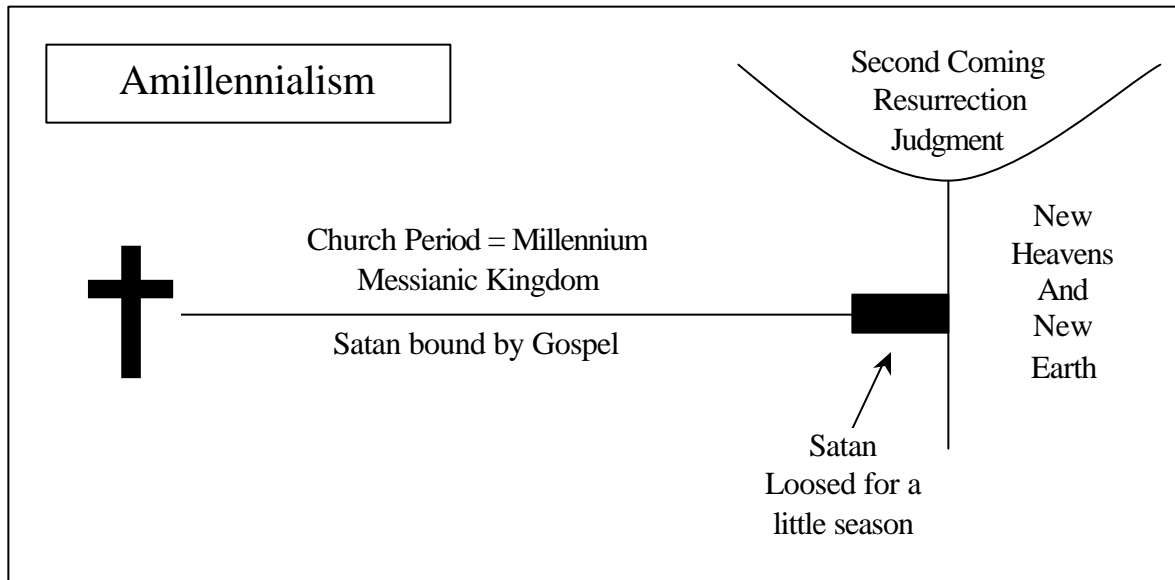 Amillennialism
Second Coming
Resurrection
Judgment
Church Period = Millennium
Messianic Kingdom
Satan bound by Gospel
New
Heavens
And
New
Earth
Satan
Loosed for a
little season